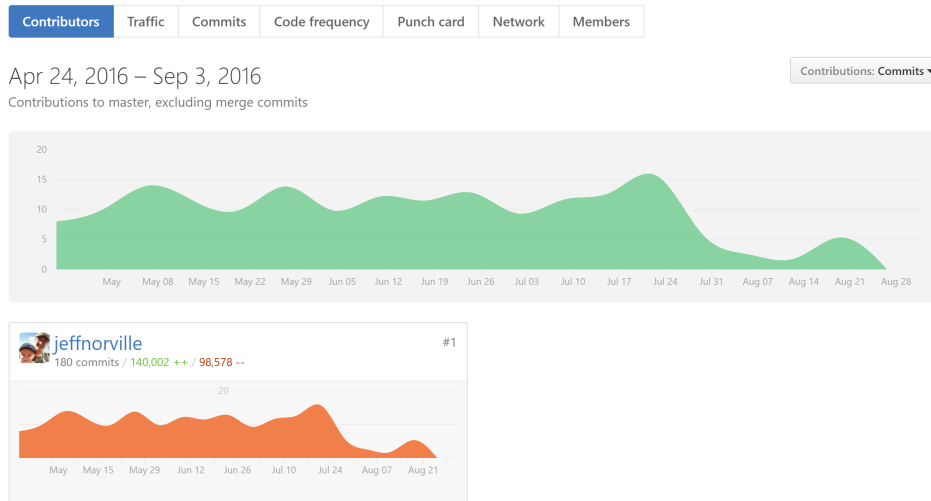 Contributors Traffic Commits Code frequency Punch card Network Members
Apr 24, 2016 – Sep 3, 2016
Contributions: Commits
Contributions to master, excluding merge commits
20
15
10
5
0
May May 08 May 15 May 22 May 29 Jun 05 Jun 12 Jun 19 Jun 26 Jul 03 Jul 10 Jul 17 Jul 24 Jul 31 Aug 07 Aug 14 Aug 21 Aug 28
jeffnorville #1
180 commits / 140,002 ++ / 98,578 --
20
May May 15 May 29 Jun 12 Jun 26 Jul 10 Jul 24 Aug 07 Aug 21